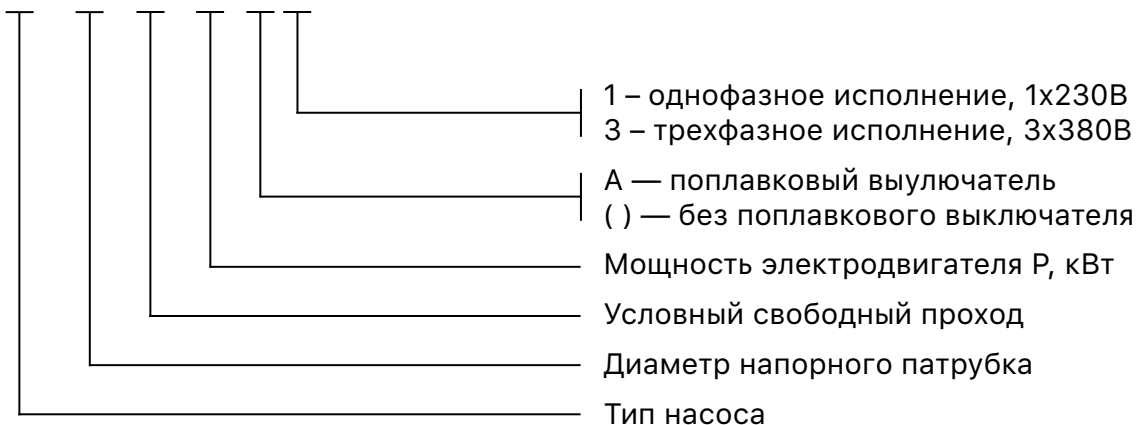 1 – однофазное исполнение, 1х230В
3 – трехфазное исполнение, 3х380В
А — поплавковый выулючатель
( ) — без поплавкового выключателя
Мощность электродвигателя Р, кВт
Условный свободный проход
Диаметр напорного патрубка
Тип насоса